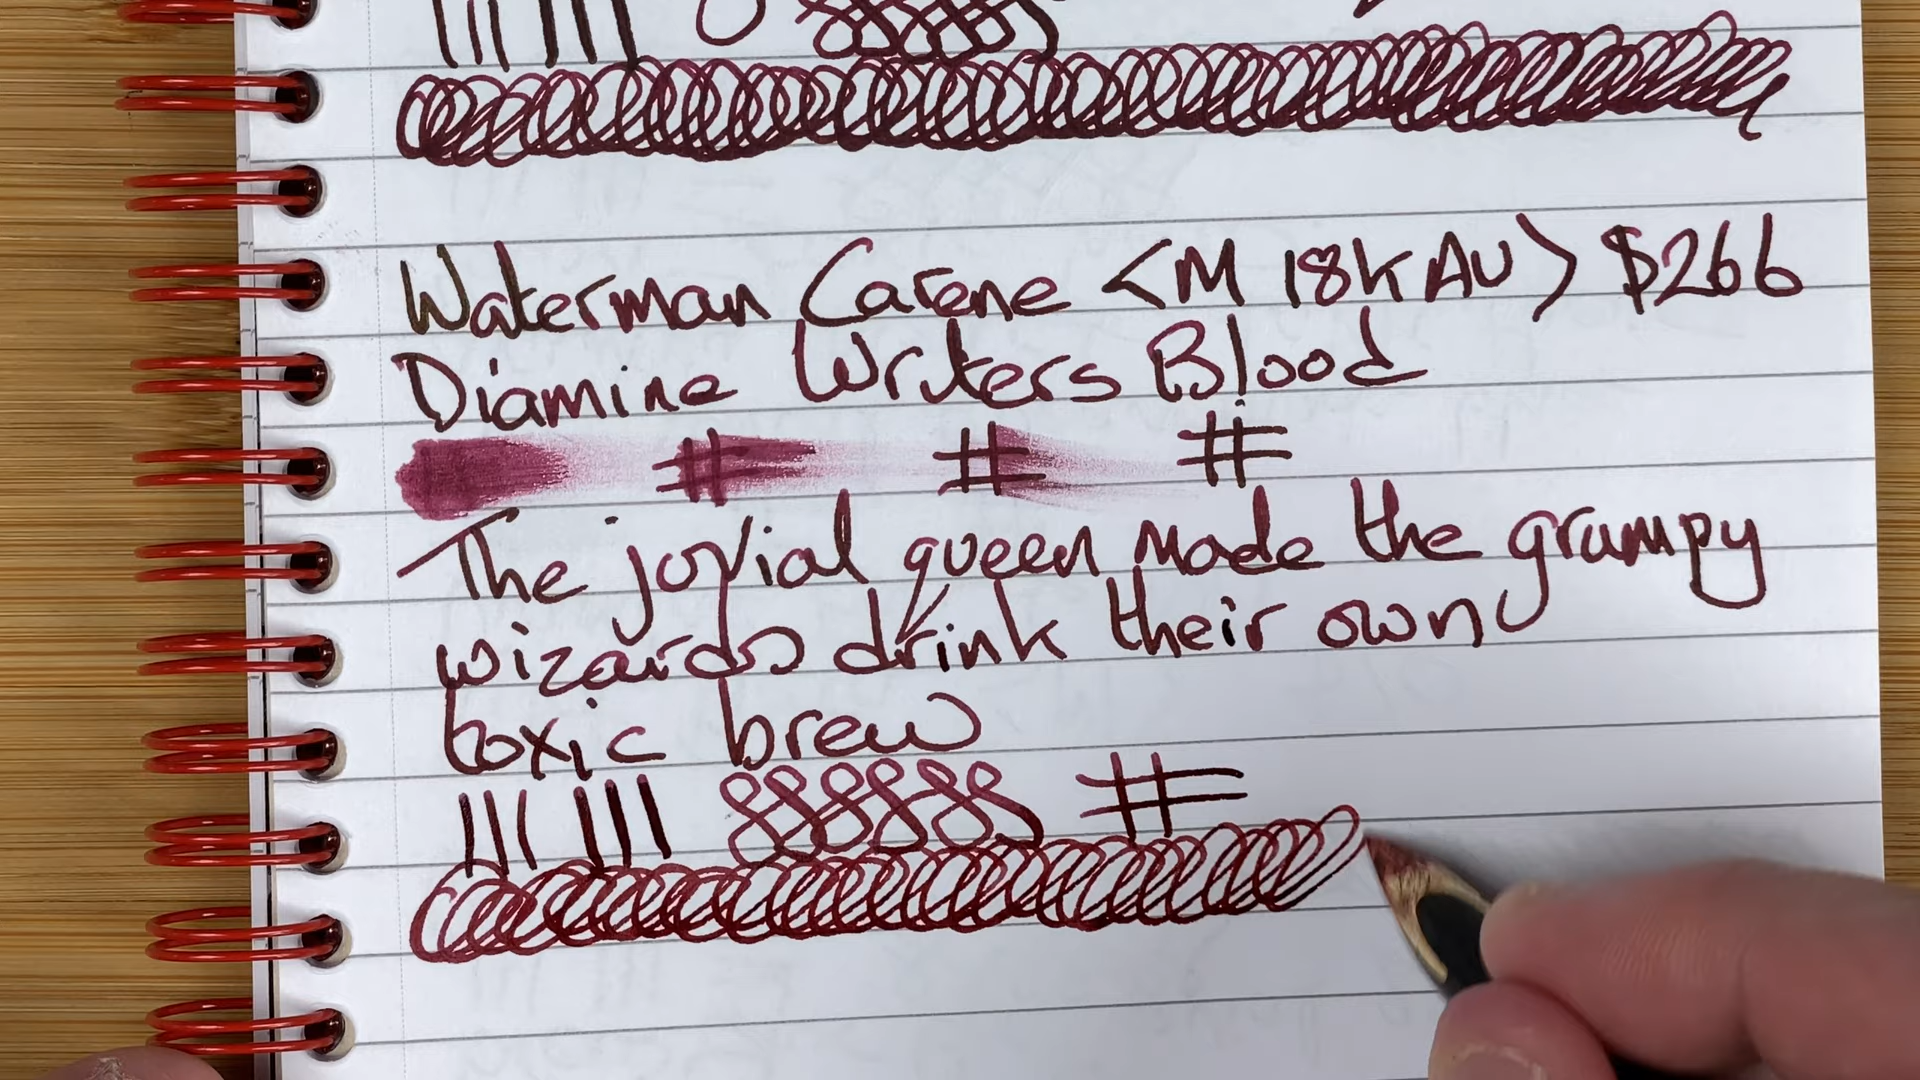 Waterman Carene <M 18K AU> $266
Diamine Writers Blood
# # #
The jovial queen made the grumpy
wizards drink their own
toxic brew
#